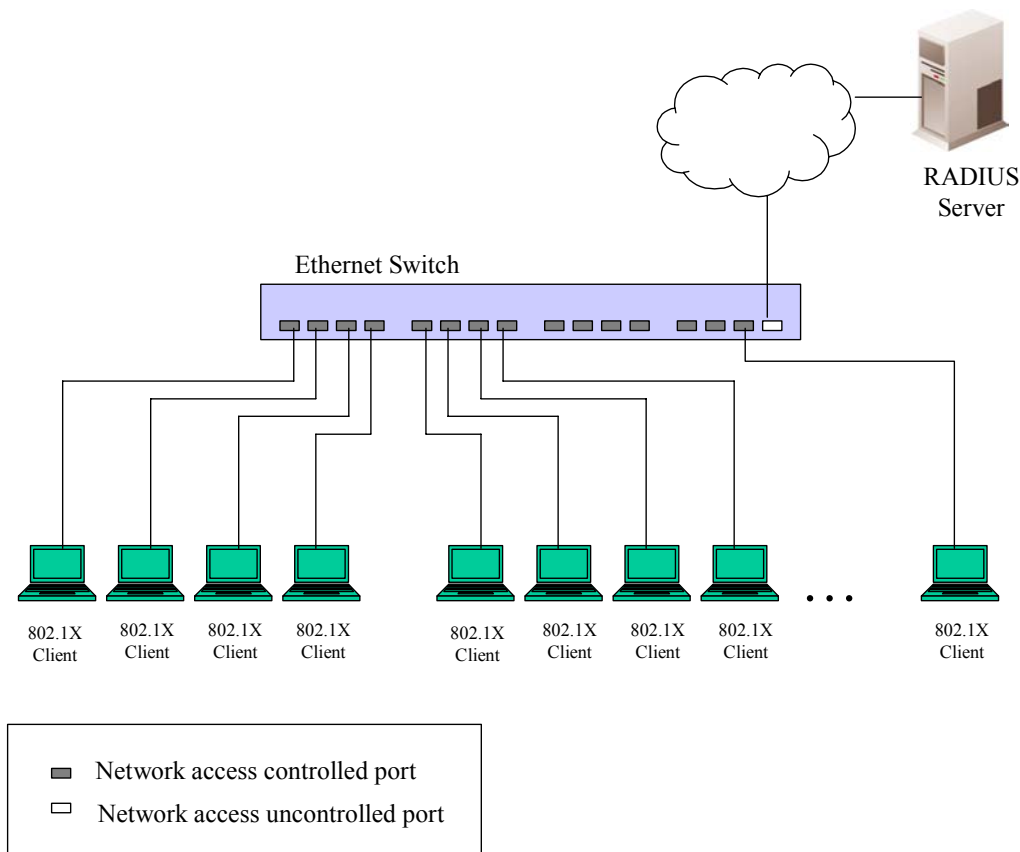 RADIUS
Server
Ethernet Switch
802.1X
Client
802.1X
Client
802.1X
Client
802.1X
Client
802.1X
Client
802.1X
Client
802.1X
Client
802.1X
Client
. . .
802.1X
Client
Network access controlled port
Network access uncontrolled port